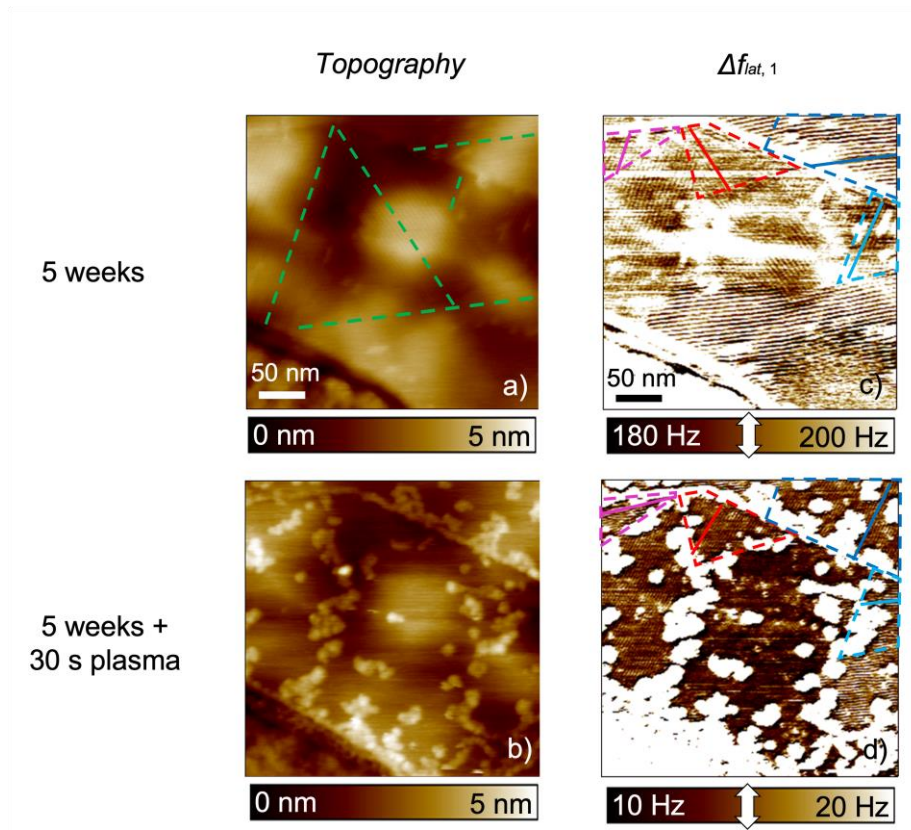 Topography
Δflat, 1
5 weeks
50 nm
a)
50 nm
c)
0 nm
5 nm
180 Hz
200 Hz
5 weeks +
30 s plasma
b)
d)
0 nm
5 nm
10 Hz
20 Hz